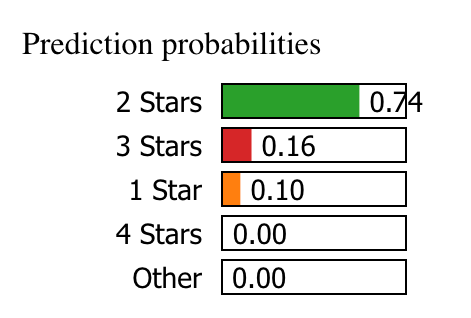 Prediction probabilities
2 Stars 0.74
3 Stars 0.16
1 Star 0.10
4 Stars 0.00
Other 0.00